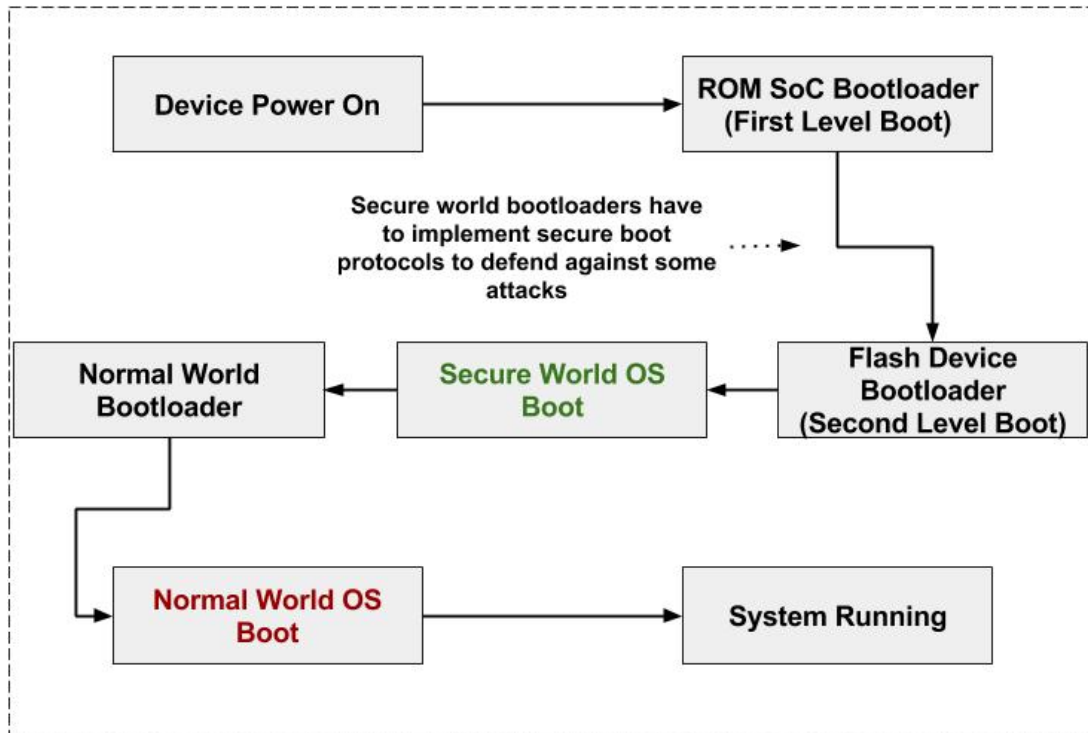 Device Power On
ROM SoC Bootloader
(First Level Boot)
Secure world bootloaders have
to implement secure boot
protocols to defend against some
attacks
Normal World
Bootloader
Secure World OS
Boot
Flash Device
Bootloader
(Second Level Boot)
Normal World OS
Boot
System Running